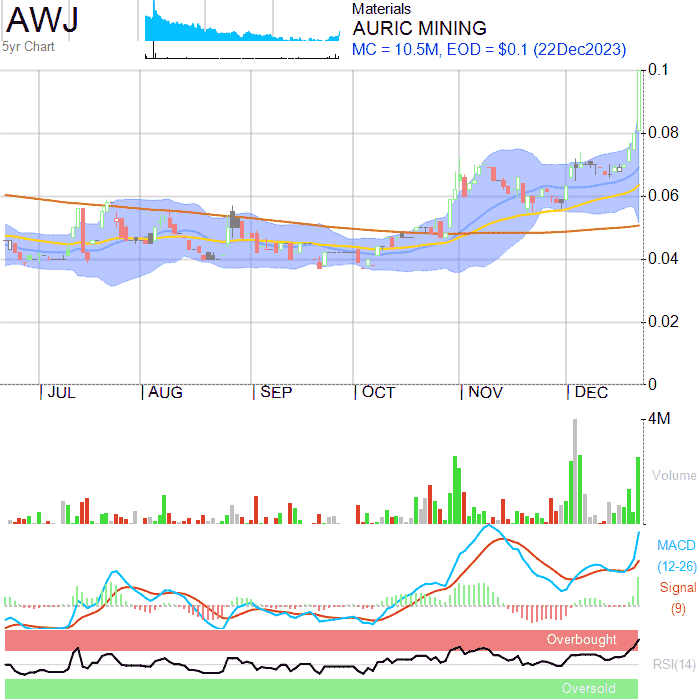 AWJ
5yr Chart
Materials
AURIC MINING
MC = 10.5M, EOD = $0.1 (22Dec2023)
0.1
0.08
0.06
0.04
0.02
0
JUL AUG SEP OCT NOV DEC
4M
Volume
MACD
(12-26)
Signal
(9)
Overbought
RSI(14)
Oversold